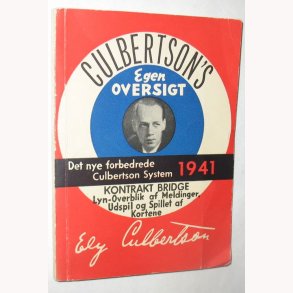 CULBERTSON'S
Egen
OVERSIGT
Det nye forbedrede
Culbertson System 1941
KONTRAKT BRIDGE
Lyn-Overblik af Meldinger,
Udspil og Spillet af
Kortene
Ely Culbertson